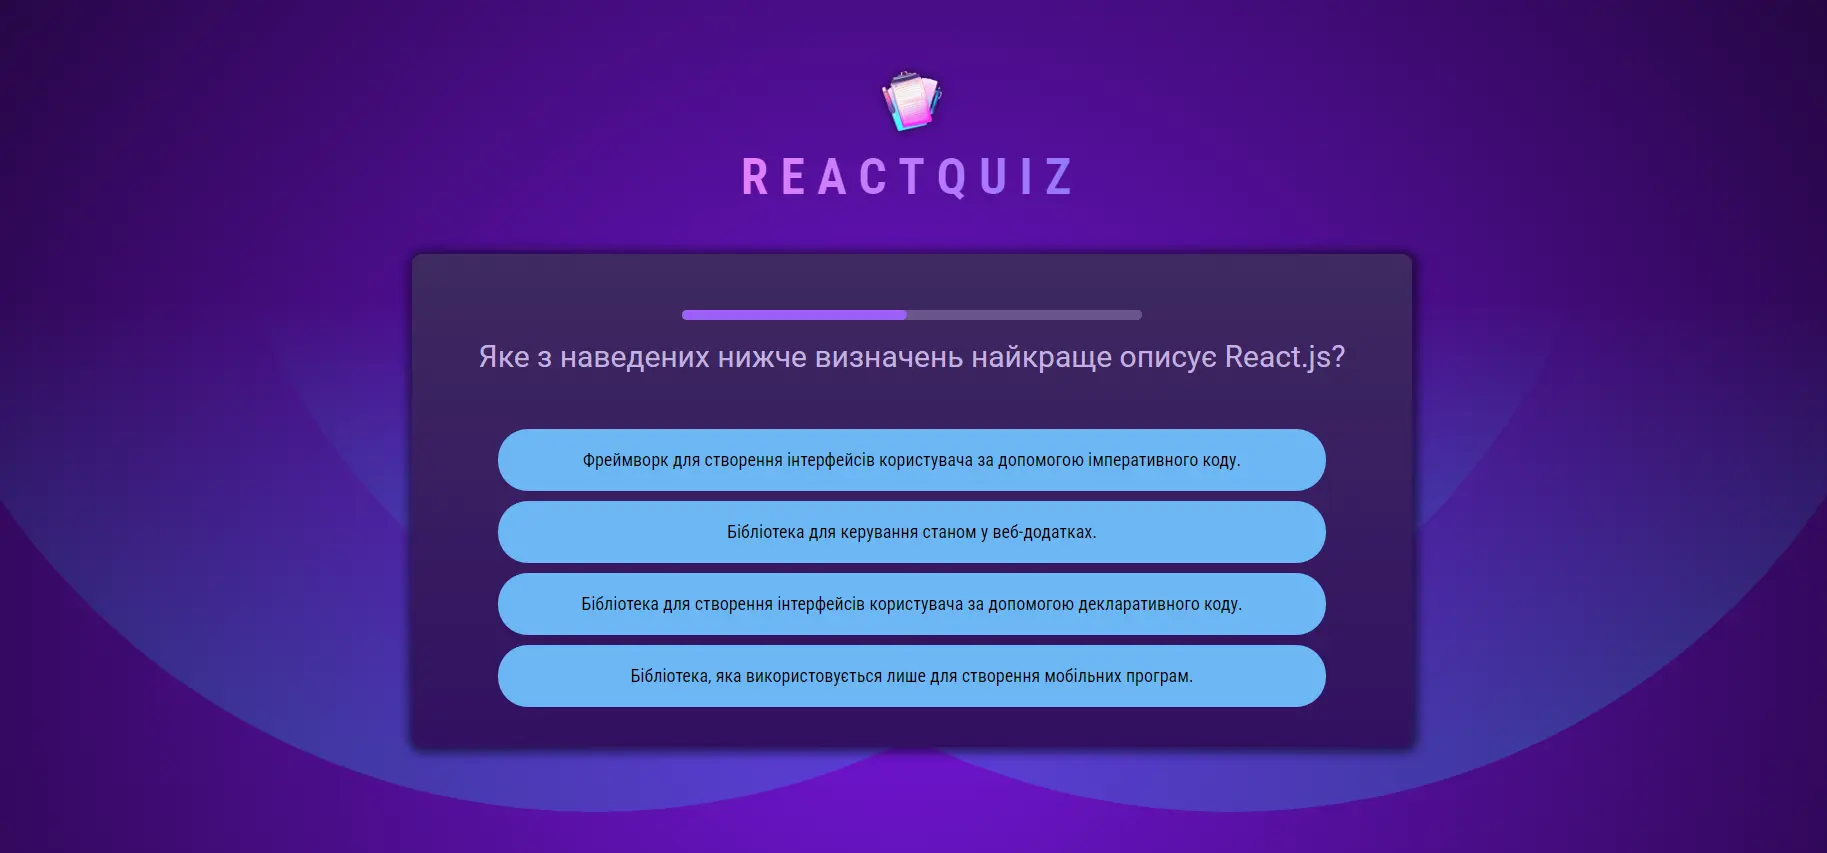 REACTQUIZ
Яке з наведених нижче визначень найкраще описує React.js?
Фреймворк для створення інтерфейсів користувача за допомогою імперативного коду.
Бібліотека для керування станом у веб-додатках.
Бібліотека для створення інтерфейсів користувача за допомогою декларативного коду.
Бібліотека, яка використовується лише для створення мобільних програм.